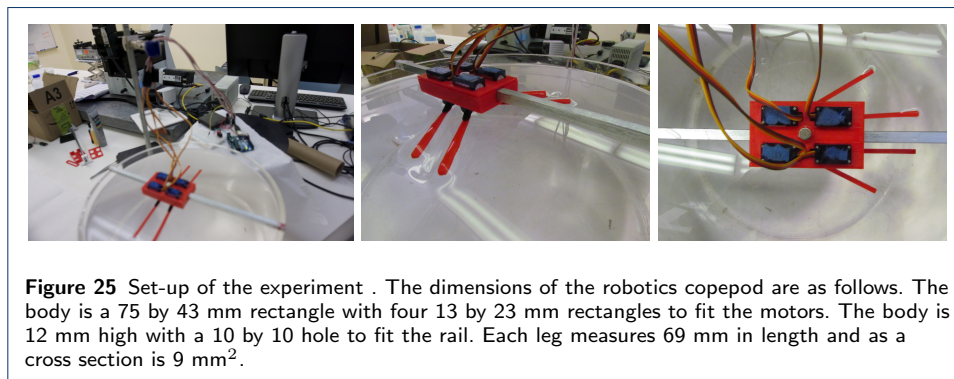 A3
Figure 25 Set-up of the experiment . The dimensions of the robotics copepod are as follows. The
body is a 75 by 43 mm rectangle with four 13 by 23 mm rectangles to fit the motors. The body is
12 mm high with a 10 by 10 hole to fit the rail. Each leg measures 69 mm in length and as a
cross section is 9 mm².